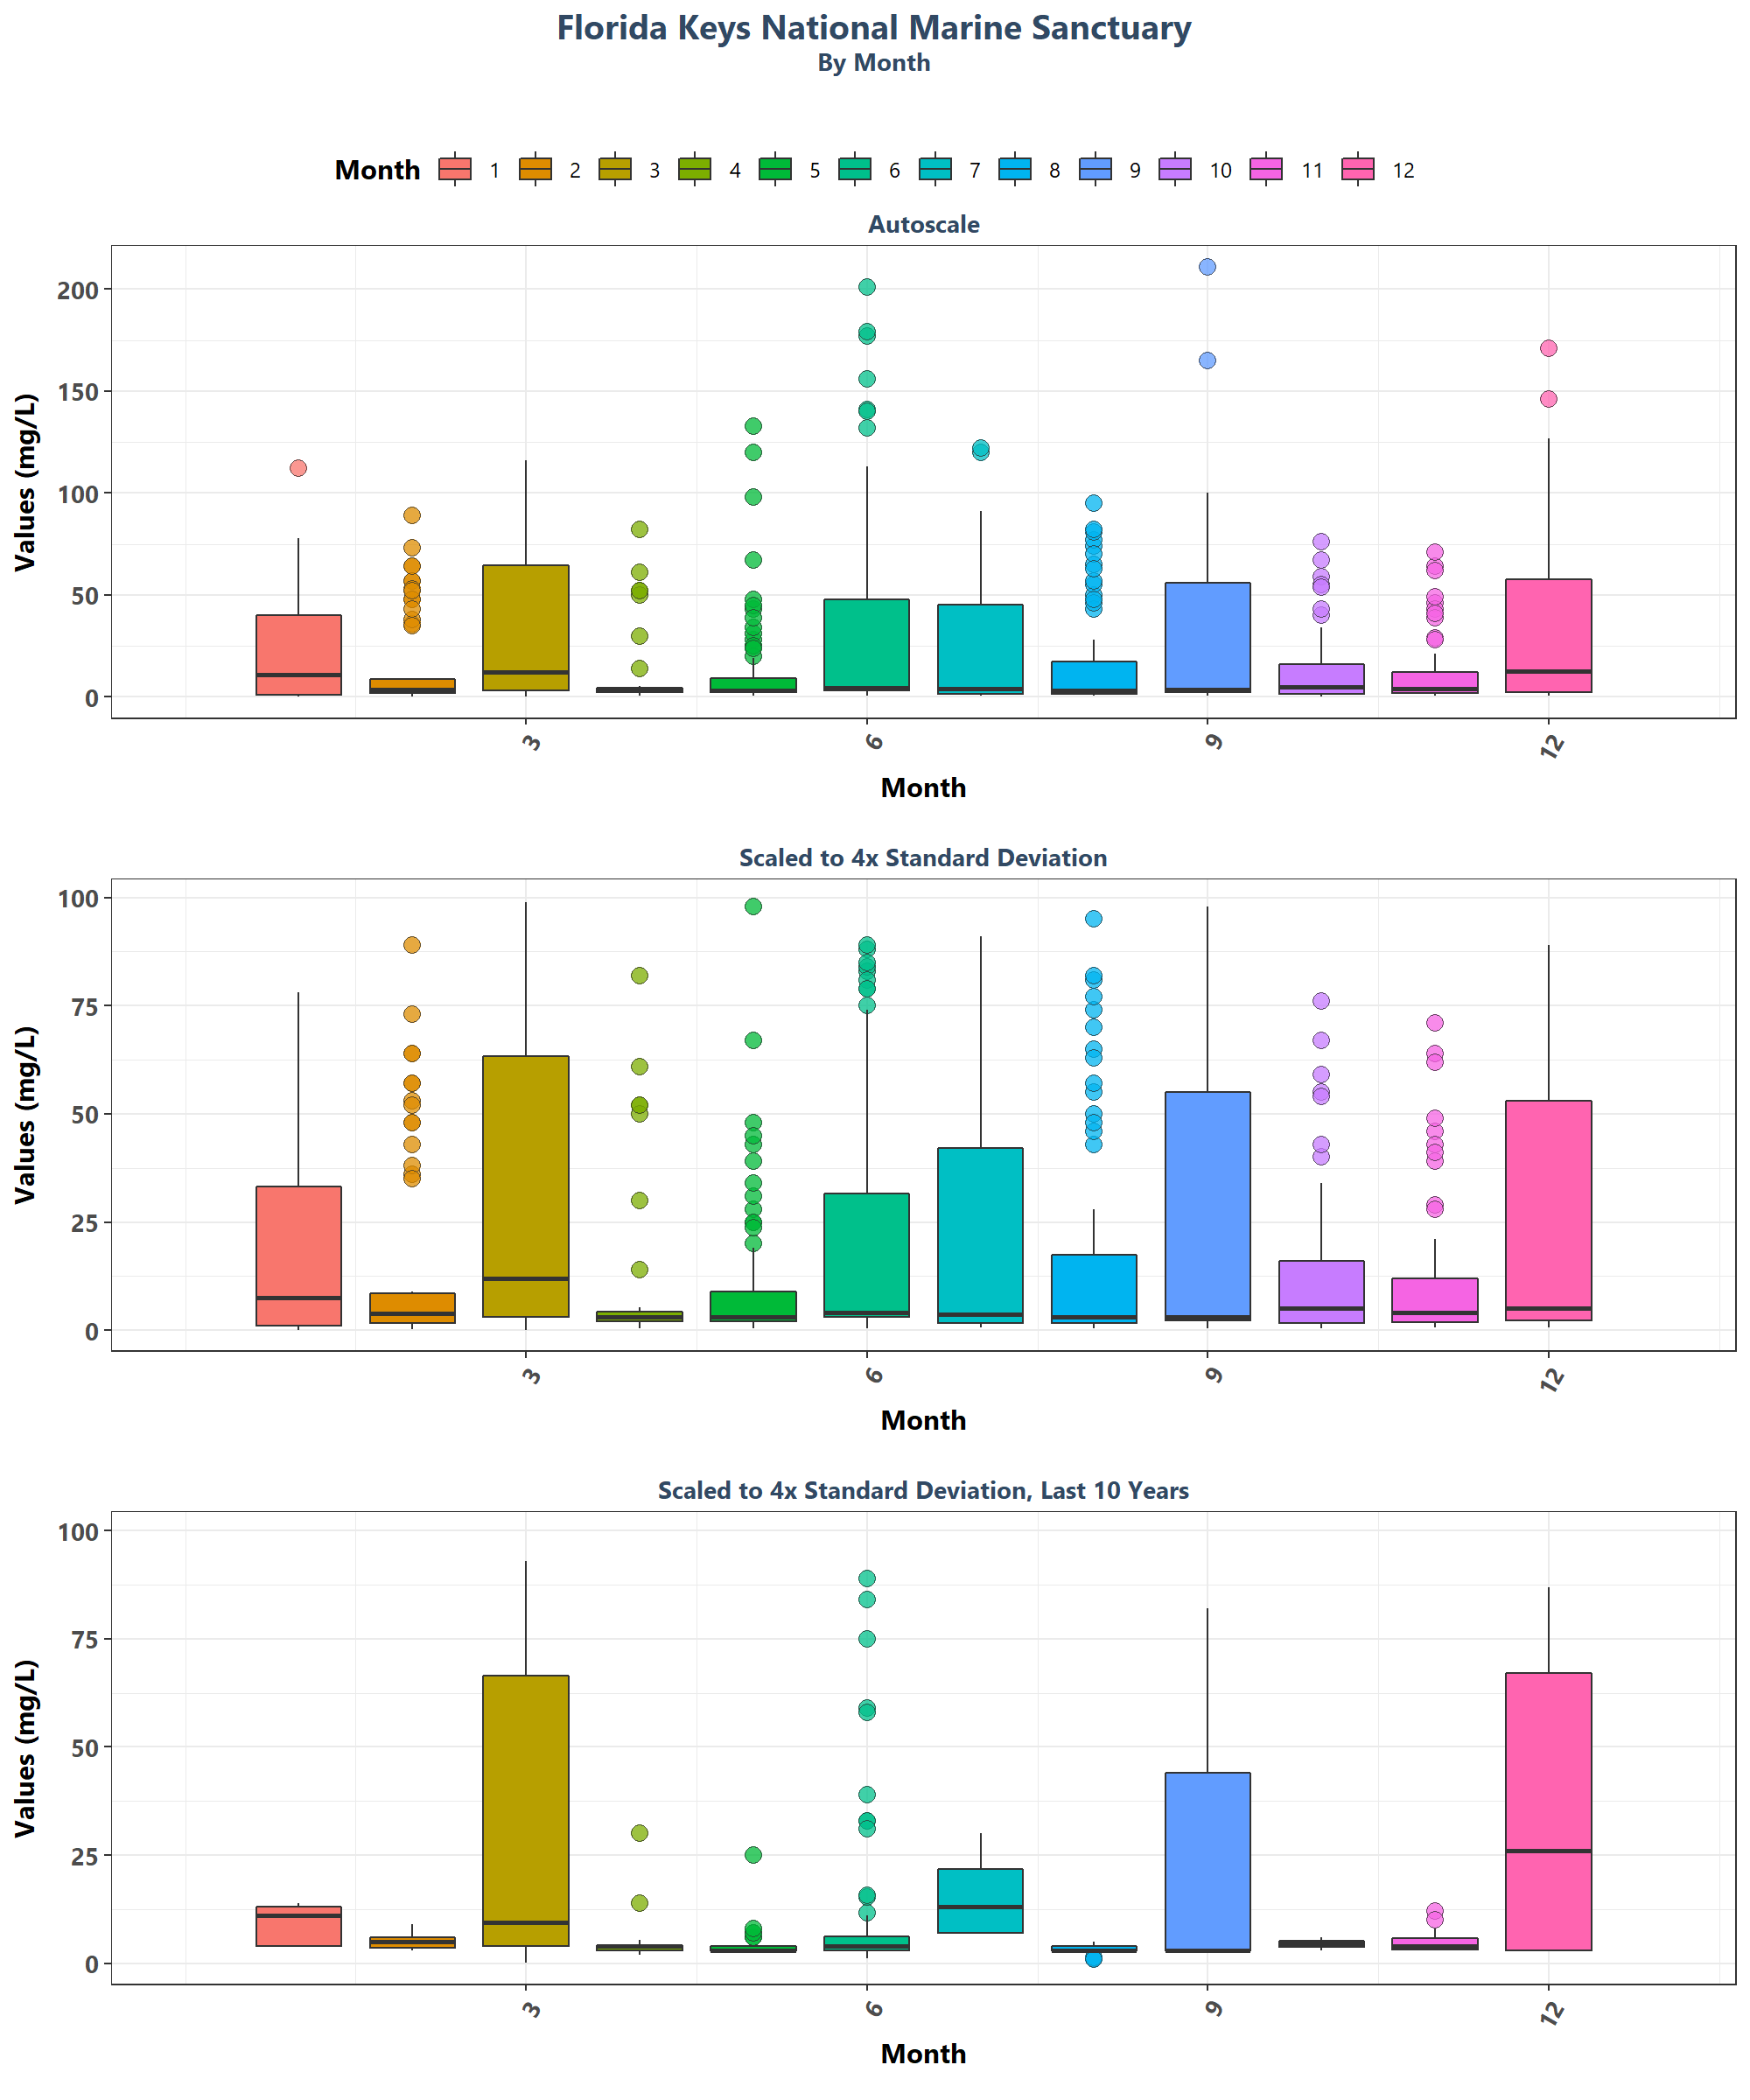 Florida Keys National Marine Sanctuary
By Month
Month 1 2 3 4 5 6 7 8 9 10 11 12
Autoscale
Values (mg/L)
200
150
100
50
0
3 6 9 12
Month
Scaled to 4x Standard Deviation
Values (mg/L)
100
75
50
25
0
3 6 9 12
Month
Scaled to 4x Standard Deviation, Last 10 Years
Values (mg/L)
100
75
50
25
0
3 6 9 12
Month